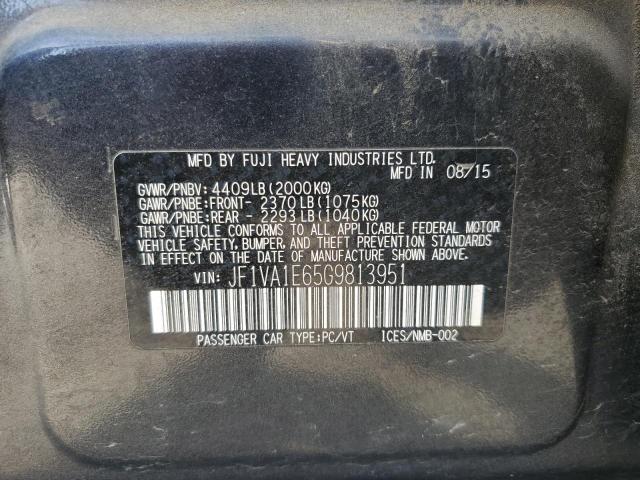 MFD BY FUJI HEAVY INDUSTRIES LTD.
MFD IN 08/15
GVWR/PNBV: 4409LB(2000KG)
GAWR/PNBE:FRONT- 2370LB(1075KG)
GAWR/PNBE:REAR - 2293LB(1040KG)
THIS VEHICLE CONFORMS TO ALL APPLICABLE FEDERAL MOTOR
VEHICLE SAFETY, BUMPER, AND THEFT PREVENTION STANDARDS
IN EFFECT ON THE DATE OF MANUFACTURE SHOWN ABOVE.
VIN: JF1VA1E65G9813951
PASSENGER CAR TYPE:PC/VT ICES/NMB-002